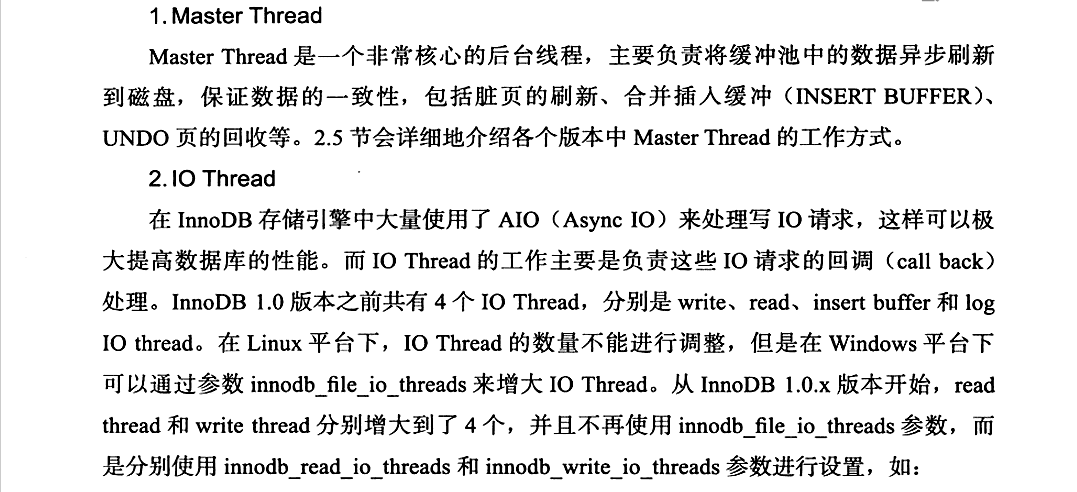 1. Master Thread
Master Thread 是一个非常核心的后台线程，主要负责将缓冲池中的数据异步刷新
到磁盘，保证数据的一致性，包括脏页的刷新、合并插入缓冲（INSERT BUFFER）、
UNDO 页的回收等。2.5 节会详细地介绍各个版本中 Master Thread 的工作方式。
2. IO Thread
在 InnoDB 存储引擎中大量使用了 AIO（Async IO）来处理写 IO 请求，这样可以极
大提高数据库的性能。而 IO Thread 的工作主要是负责这些 IO 请求的回调（call back）
处理。InnoDB 1.0 版本之前共有 4 个 IO Thread，分别是 write、read、insert buffer 和 log
IO thread。在 Linux 平台下，IO Thread 的数量不能进行调整，但是在 Windows 平台下
可以通过参数 innodb_file_io_threads 来增大 IO Thread。从 InnoDB 1.0.x 版本开始，read
thread 和 write thread 分别增大到了 4 个，并且不再使用 innodb_file_io_threads 参数，而
是分别使用 innodb_read_io_threads 和 innodb_write_io_threads 参数进行设置，如：